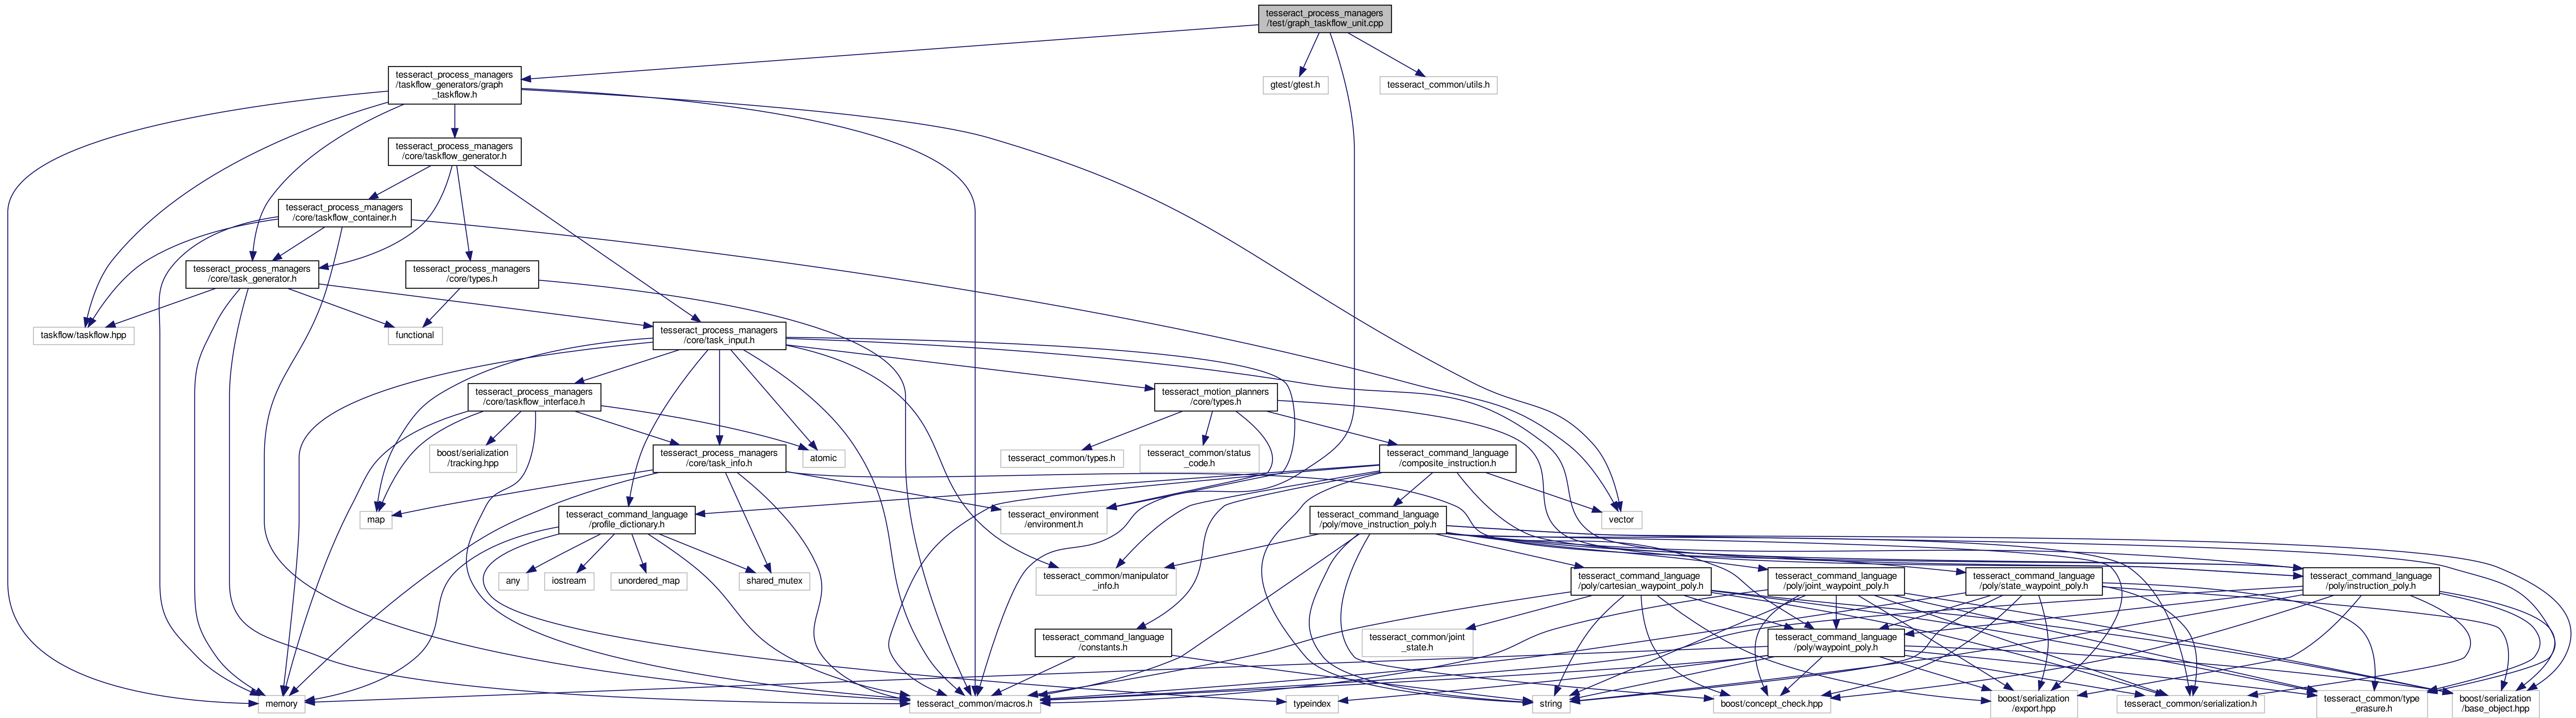 tesseract_process_managers
/test/graph_taskflow_unit.cpp
tesseract_process_managers
/taskflow_generators/graph
_taskflow.h
gtest/gtest.h
tesseract_common/utils.h
tesseract_process_managers
/core/taskflow_generator.h
tesseract_process_managers
/core/taskflow_container.h
tesseract_process_managers
/core/task_generator.h
tesseract_process_managers
/core/types.h
taskflow/taskflow.hpp
functional
tesseract_process_managers
/core/task_input.h
tesseract_process_managers
/core/taskflow_interface.h
tesseract_motion_planners
/core/types.h
boost/serialization
/tracking.hpp
tesseract_process_managers
/core/task_info.h
atomic
tesseract_common/types.h
tesseract_common/status
_code.h
tesseract_command_language
/composite_instruction.h
map
tesseract_command_language
/profile_dictionary.h
tesseract_environment
/environment.h
tesseract_command_language
/poly/move_instruction_poly.h
vector
any
iostream
unordered_map
shared_mutex
tesseract_common/manipulator
_info.h
tesseract_command_language
/poly/cartesian_waypoint_poly.h
tesseract_command_language
/poly/joint_waypoint_poly.h
tesseract_command_language
/poly/state_waypoint_poly.h
tesseract_command_language
/poly/instruction_poly.h
tesseract_command_language
/constants.h
tesseract_common/joint
_state.h
tesseract_command_language
/poly/waypoint_poly.h
memory
tesseract_common/macros.h
typeindex
string
boost/concept_check.hpp
boost/serialization
/export.hpp
tesseract_common/serialization.h
tesseract_common/type
_erasure.h
boost/serialization
/base_object.hpp